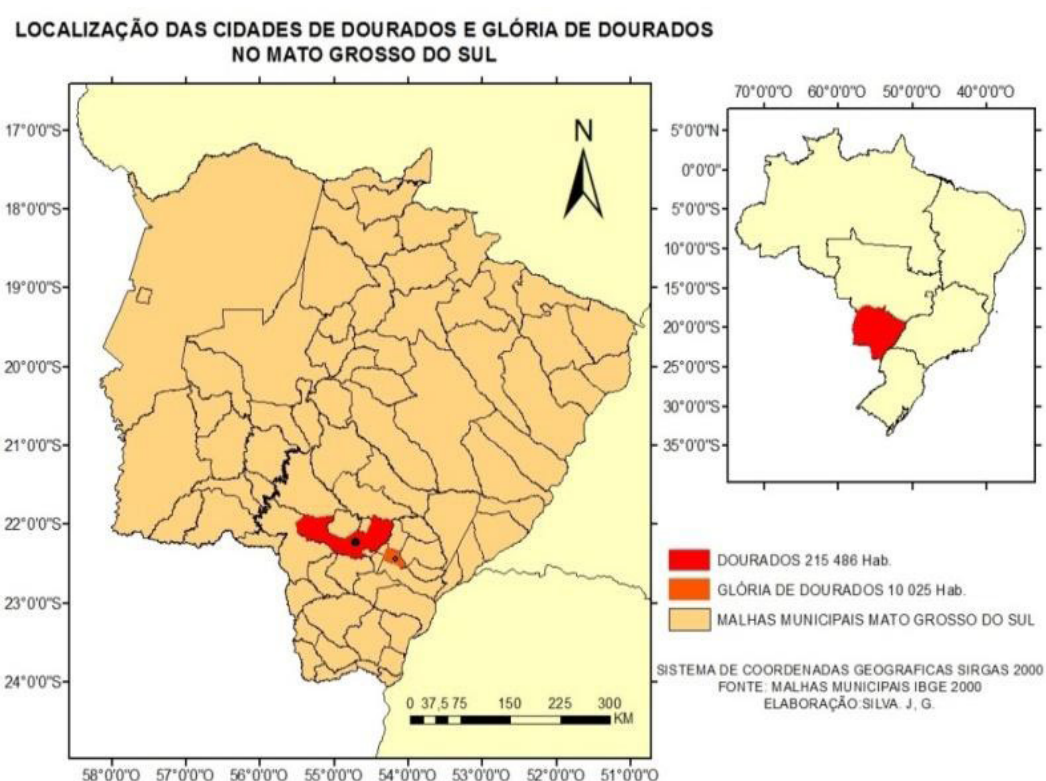 LOCALIZAÇÃO DAS CIDADES DE DOURADOS E GLÓRIA DE DOURADOS
NO MATO GROSSO DO SUL
N
17°0'0"S
18°0'0"S
19°0'0"S
20°0'0"S
21°0'0"S
22°0'0"S
23°0'0"S
24°0'0"S
58°0'0"O 57°0'0"O 56°0'0"O 55°0'0"O 54°0'0"O 53°0'0"O 52°0'0"O 51°0'0"O
0 37,5 75 150 225 300
KM
70°0'0"O 60°0'0"O 50°0'0"O 40°0'0"O
5°0'0"N
0°0'0"
5°0'0"S
10°0'0"S
15°0'0"S
20°0'0"S
25°0'0"S
30°0'0"S
35°0'0"S
DOURADOS 215 486 Hab.
GLÓRIA DE DOURADOS 10 025 Hab.
MALHAS MUNICIPAIS MATO GROSSO DO SUL
SISTEMA DE COORDENADAS GEOGRAFICAS SIRGAS 2000
FONTE: MALHAS MUNICIPAIS IBGE 2000
ELABORAÇÃO:SILVA. J, G.